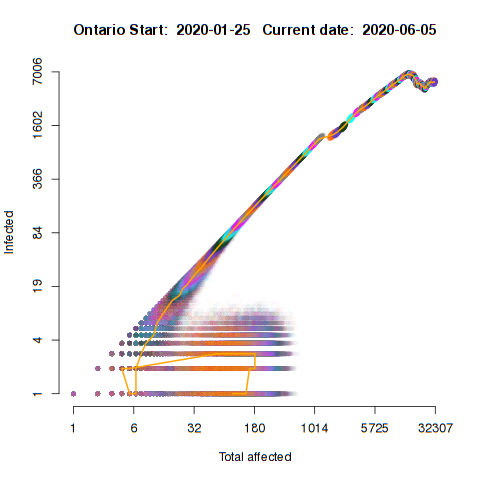 Ontario Start: 2020-01-25 Current date: 2020-06-05
7006
1602
366
84
19
4
1
Infected
1 6 32 180 1014 5725 32307
Total affected